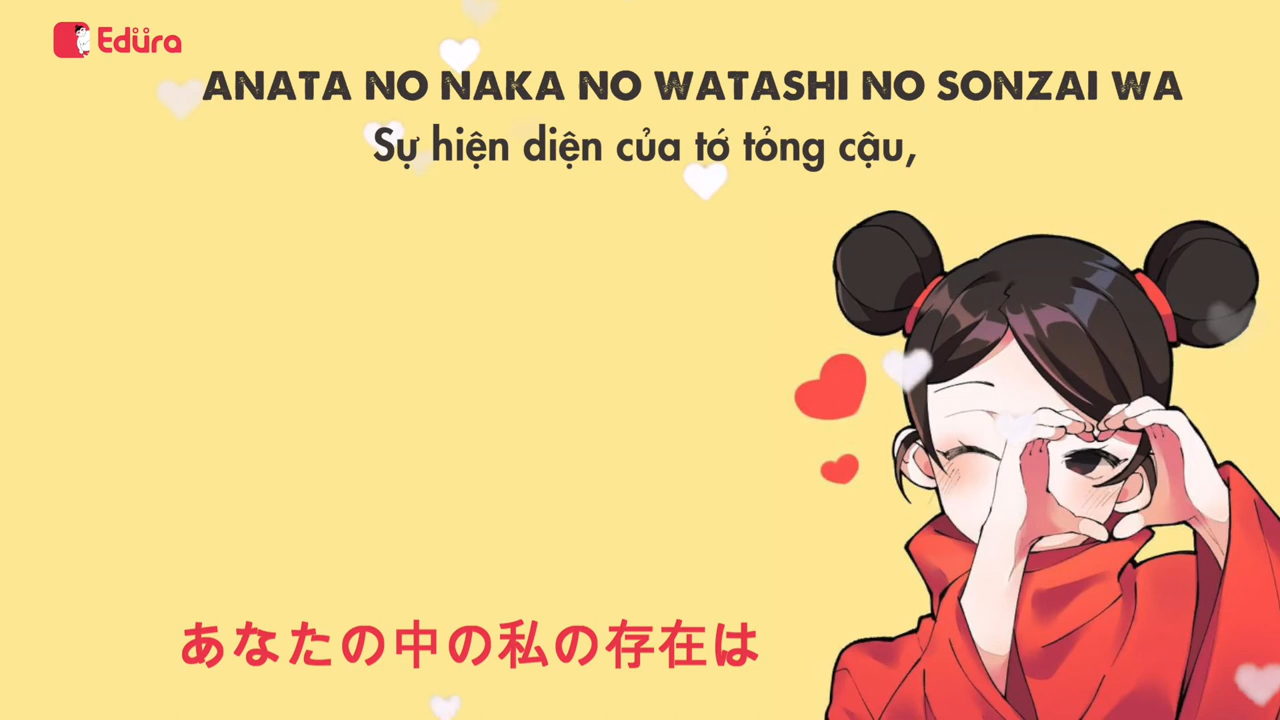 Edura
ANATA NO NAKA NO WATASHI NO SONZAI WA
Sự hiện diện của tớ tỏng cậu,
あなたの中の私の存在は